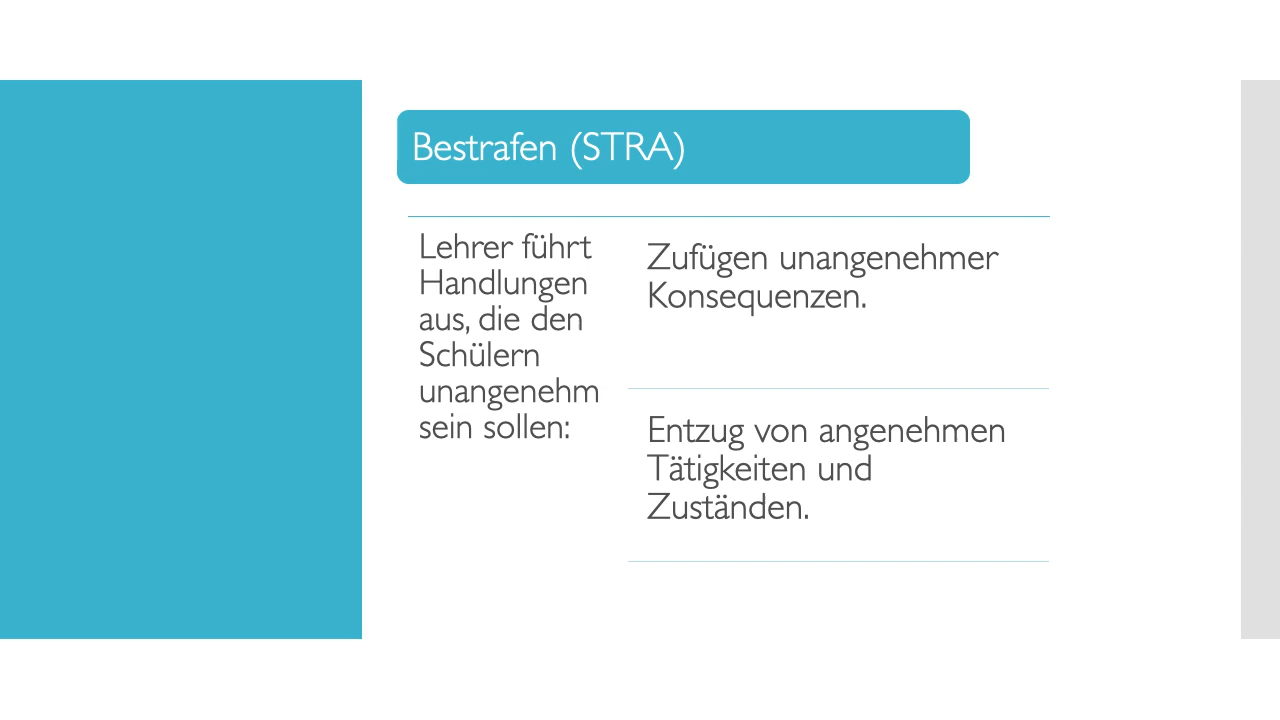 Bestrafen (STRA)
Lehrer führt
Handlungen
aus, die den
Schülern
unangenehm
sein sollen:
Zufügen unangenehmer
Konsequenzen.
Entzug von angenehmen
Tätigkeiten und
Zuständen.